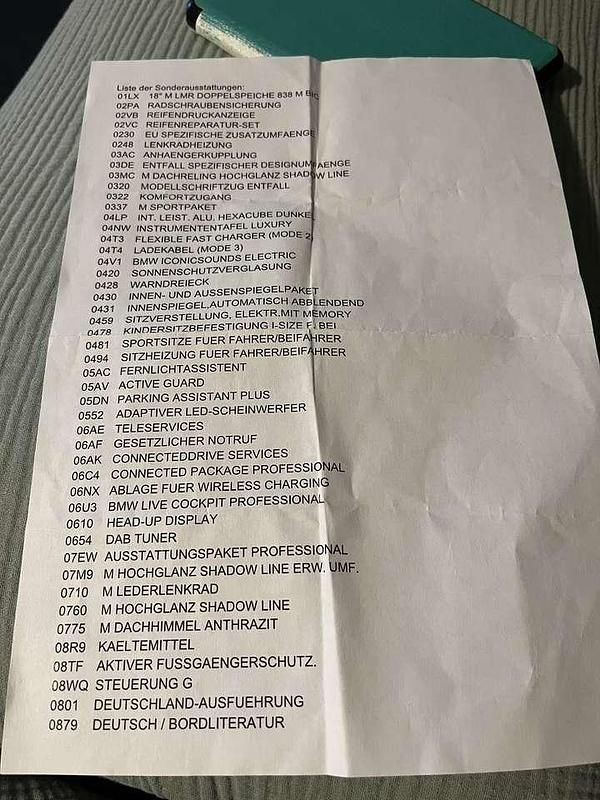 Liste der Sonderausstattungen:
01LX 18" M LMR DOPPELSPEICHE 838 M BIC
02PA RADSCHRAUBENSICHERUNG
02VB REIFENDRUCKANZEIGE
02VC REIFENREPARATUR-SET
0230 EU SPEZIFISCHE ZUSATZUMFAENGE
0248 LENKRADHEIZUNG
03AC ANHAENGERKUPPLUNG
03DE ENTFALL SPEZIFISCHER DESIGNUMFAENGE
03MC M DACHRELING HOCHGLANZ SHADOW LINE
0320 MODELLSCHRIFTZUG ENTFALL
0322 KOMFORTZUGANG
0337 M SPORTPAKET
04LP INT. LEIST. ALU. HEXACUBE DUNKEL
04NW INSTRUMENTENTAFEL LUXURY
04T3 FLEXIBLE FAST CHARGER (MODE 2)
04T4 LADEKABEL (MODE 3)
04V1 BMW ICONICSOUNDS ELECTRIC
0420 SONNENSCHUTZVERGLASUNG
0428 WARNDREIECK
0430 INNEN- UND AUSSENSPIEGELPAKET
0431 INNENSPIEGEL,AUTOMATISCH ABBLENDEND
0459 SITZVERSTELLUNG, ELEKTR.MIT MEMORY
0478 KINDERSITZBEFESTIGUNG I-SIZE F. BEI
0481 SPORTSITZE FUER FAHRER/BEIFAHRER
0494 SITZHEIZUNG FUER FAHRER/BEIFAHRER
05AC FERNLICHTASSISTENT
05AV ACTIVE GUARD
05DN PARKING ASSISTANT PLUS
0552 ADAPTIVER LED-SCHEINWERFER
06AE TELESERVICES
06AF GESETZLICHER NOTRUF
06AK CONNECTEDDRIVE SERVICES
06C4 CONNECTED PACKAGE PROFESSIONAL
06NX ABLAGE FUER WIRELESS CHARGING
06U3 BMW LIVE COCKPIT PROFESSIONAL
0610 HEAD-UP DISPLAY
0654 DAB TUNER
07EW AUSSTATTUNGSPAKET PROFESSIONAL
07M9 M HOCHGLANZ SHADOW LINE ERW. UMF.
0710 M LEDERLENKRAD
0760 M HOCHGLANZ SHADOW LINE
0775 M DACHHIMMEL ANTHRAZIT
08R9 KAELTEMITTEL
08TF AKTIVER FUSSGAENGERSCHUTZ.
08WQ STEUERUNG G
0801 DEUTSCHLAND-AUSFUEHRUNG
0879 DEUTSCH / BORDLITERATUR